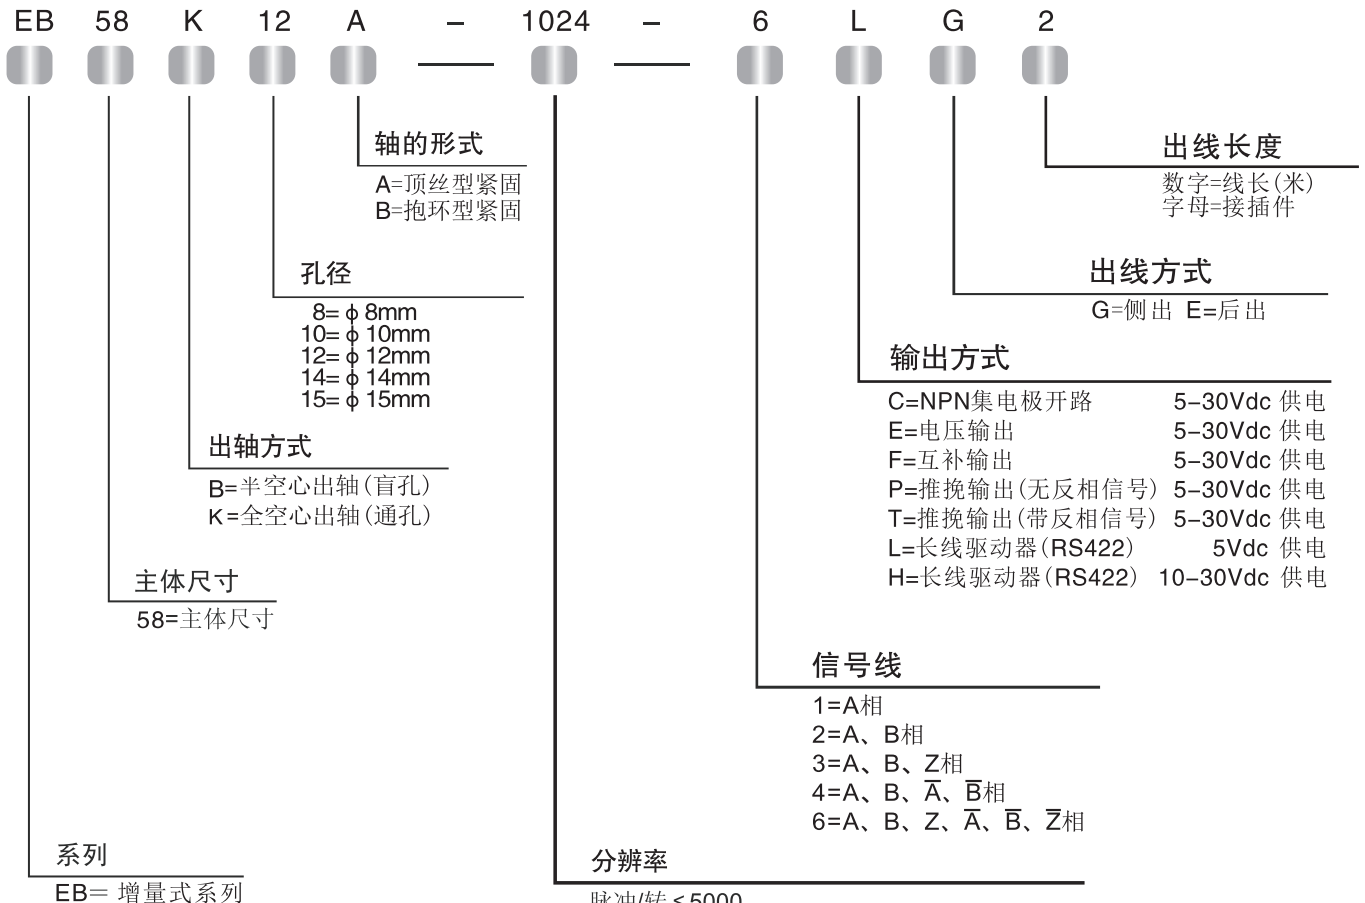 EB 58 K 12 A – 1024 – 6 L G 2
轴的形式
A=顶丝型紧固
B=抱环型紧固
孔径
8= ϕ 8mm
10= ϕ 10mm
12= ϕ 12mm
14= ϕ 14mm
15= ϕ 15mm
出轴方式
B=半空心出轴(盲孔)
K=全空心出轴(通孔)
主体尺寸
58=主体尺寸
系列
EB= 增量式系列
出线长度
数字=线长(米)
字母=接插件
出线方式
G=侧出 E=后出
输出方式
C=NPN集电极开路 5–30Vdc 供电
E=电压输出 5–30Vdc 供电
F=互补输出 5–30Vdc 供电
P=推挽输出(无反相信号) 5–30Vdc 供电
T=推挽输出(带反相信号) 5–30Vdc 供电
L=长线驱动器(RS422) 5Vdc 供电
H=长线驱动器(RS422) 10–30Vdc 供电
信号线
1=A相
2=A、B相
3=A、B、Z相
4=A、B、A̅、B̅相
6=A、B、Z、A̅、B̅、Z̅相
分辨率
脉冲/转≤5000